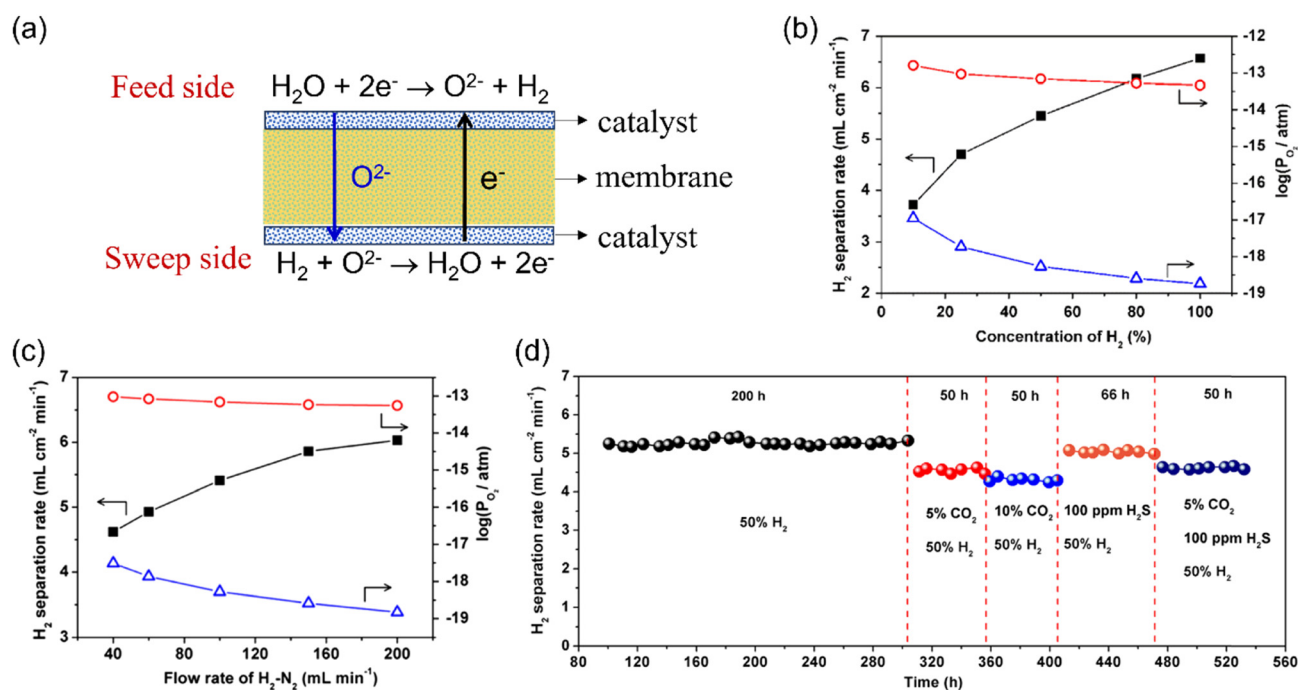 (a)
Feed side
H₂O + 2e⁻ → O²⁻ + H₂
catalyst
O²⁻
e⁻
membrane
catalyst
Sweep side
H₂ + O²⁻ → H₂O + 2e⁻
(b)
H₂ separation rate (mL cm⁻² min⁻¹)
7
6
5
4
3
2
0
20
40
60
80
100
Concentration of H₂ (%)
-12
-13
-14
-15
-16
-17
-18
-19
log(P_O₂/ atm)
(c)
H₂ separation rate (mL cm⁻² min⁻¹)
7
6
5
4
3
40
80
120
160
200
Flow rate of H₂-N₂ (mL min⁻¹)
-13
-14
-15
-16
-17
-18
-19
log(P_O₂/ atm)
(d)
H₂ separation rate (mL cm⁻² min⁻¹)
7
6
5
4
3
2
1
0
200 h
50 h
50 h
66 h
50 h
50% H₂
5% CO₂
50% H₂
10% CO₂
50% H₂
100 ppm H₂S
50% H₂
5% CO₂
100 ppm H₂S
50% H₂
80
120
160
200
240
280
320
360
400
440
480
520
560
Time (h)